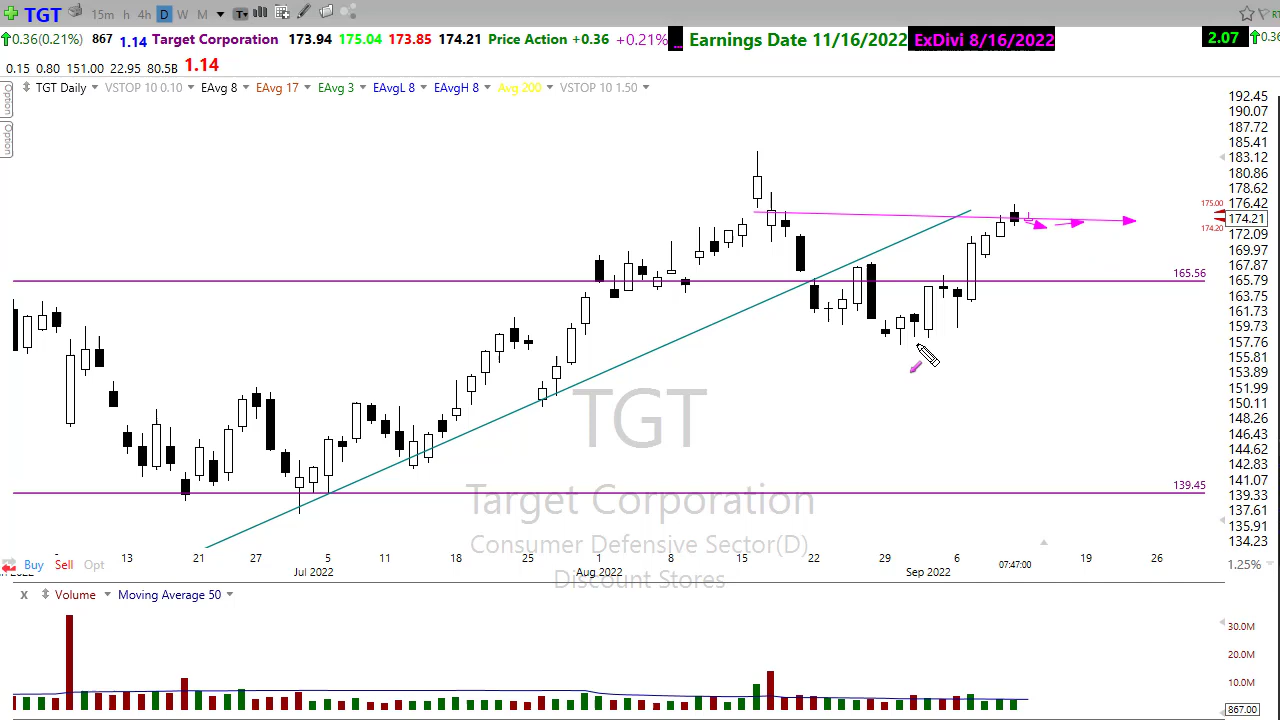 TGT 15m 1h 4h D W M T
0.36(0.21%) 867 1.14 Target Corporation 173.94 175.04 173.85 174.21 Price Action +0.36 +0.21% ... Earnings Date 11/16/2022 ExDivi 8/16/2022 2.07 0.36
0.15 0.80 151.00 22.95 80.5B 1.14
TGT Daily VSTOP 10 0.10 EAvg 8 EAvg 17 EAvg 3 EAvgL 8 EAvgH 8 Avg 200 VSTOP 10 1.50
Option
Option
192.45
190.07
187.72
185.41
183.12
180.86
178.62
176.42
175.00
174.21
174.20
172.09
169.97
167.87
165.56
165.79
163.75
161.73
159.73
157.76
155.81
153.89
151.99
150.11
148.26
146.43
144.62
142.83
141.07
139.45
139.33
137.61
135.91
134.23
TGT
Target Corporation
Consumer Defensive Sector(D)
Discount Stores
13 21 27 5 11 18 25 1 8 15 22 29 6 19 26
Buy Sell Opt 07:47:00 1.25%
2022 Jul 2022 Aug 2022 Sep 2022
X Volume Moving Average 50
30.0M
20.0M
10.0M
867.00